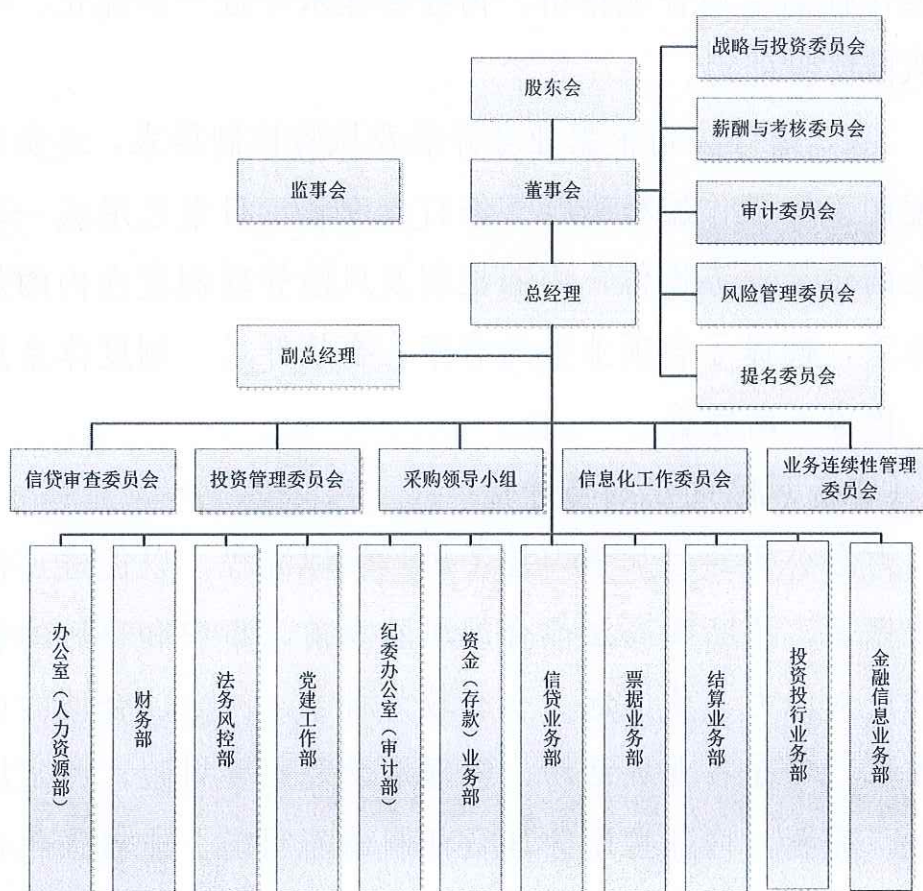 战略与投资委员会
股东会
薪酬与考核委员会
监事会
董事会
审计委员会
总经理
风险管理委员会
副总经理
提名委员会
信贷审查委员会
投资管理委员会
采购领导小组
信息化工作委员会
业务连续性管理
委员会
办公室（人力资源部）
财务部
法务风控部
党建工作部
纪委办公室（审计部）
资金（存款）业务部
信贷业务部
票据业务部
结算业务部
投资投行业务部
金融信息业务部